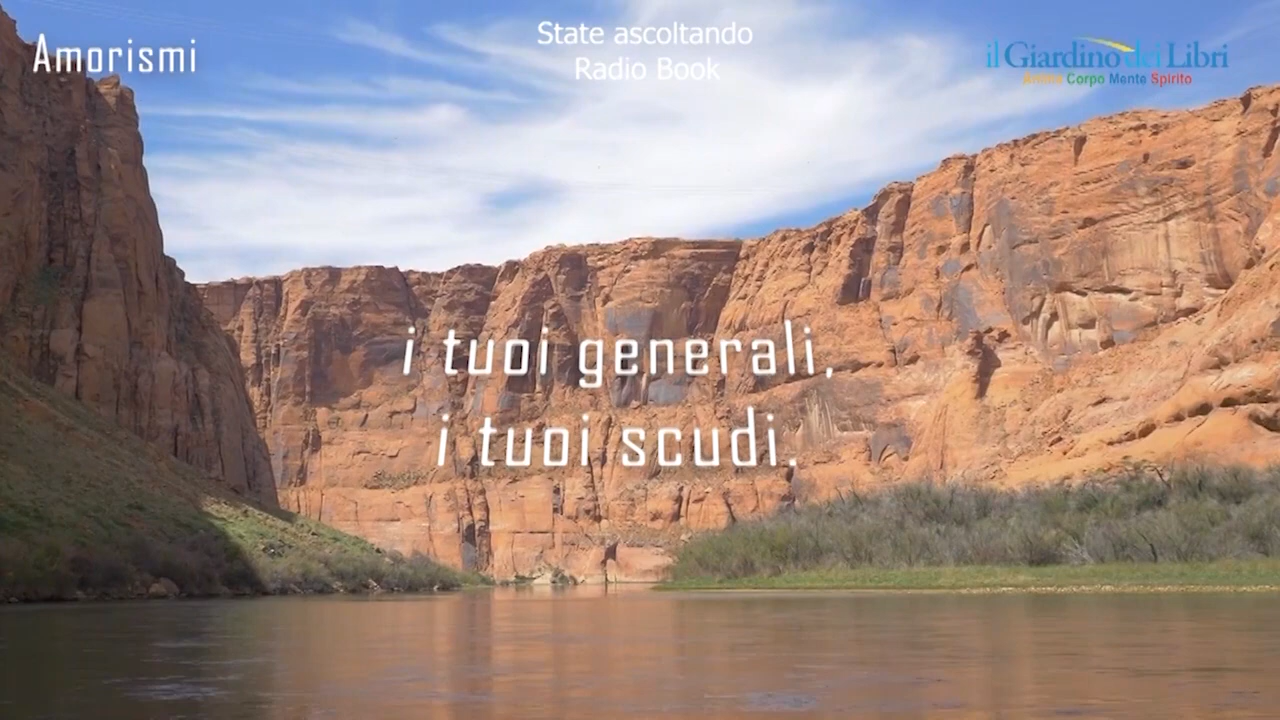 Amorismi
State ascoltando
Radio Book
il Giardino dei Libri
Anima Corpo Mente Spirito
i tuoi generali,
i tuoi scudi.